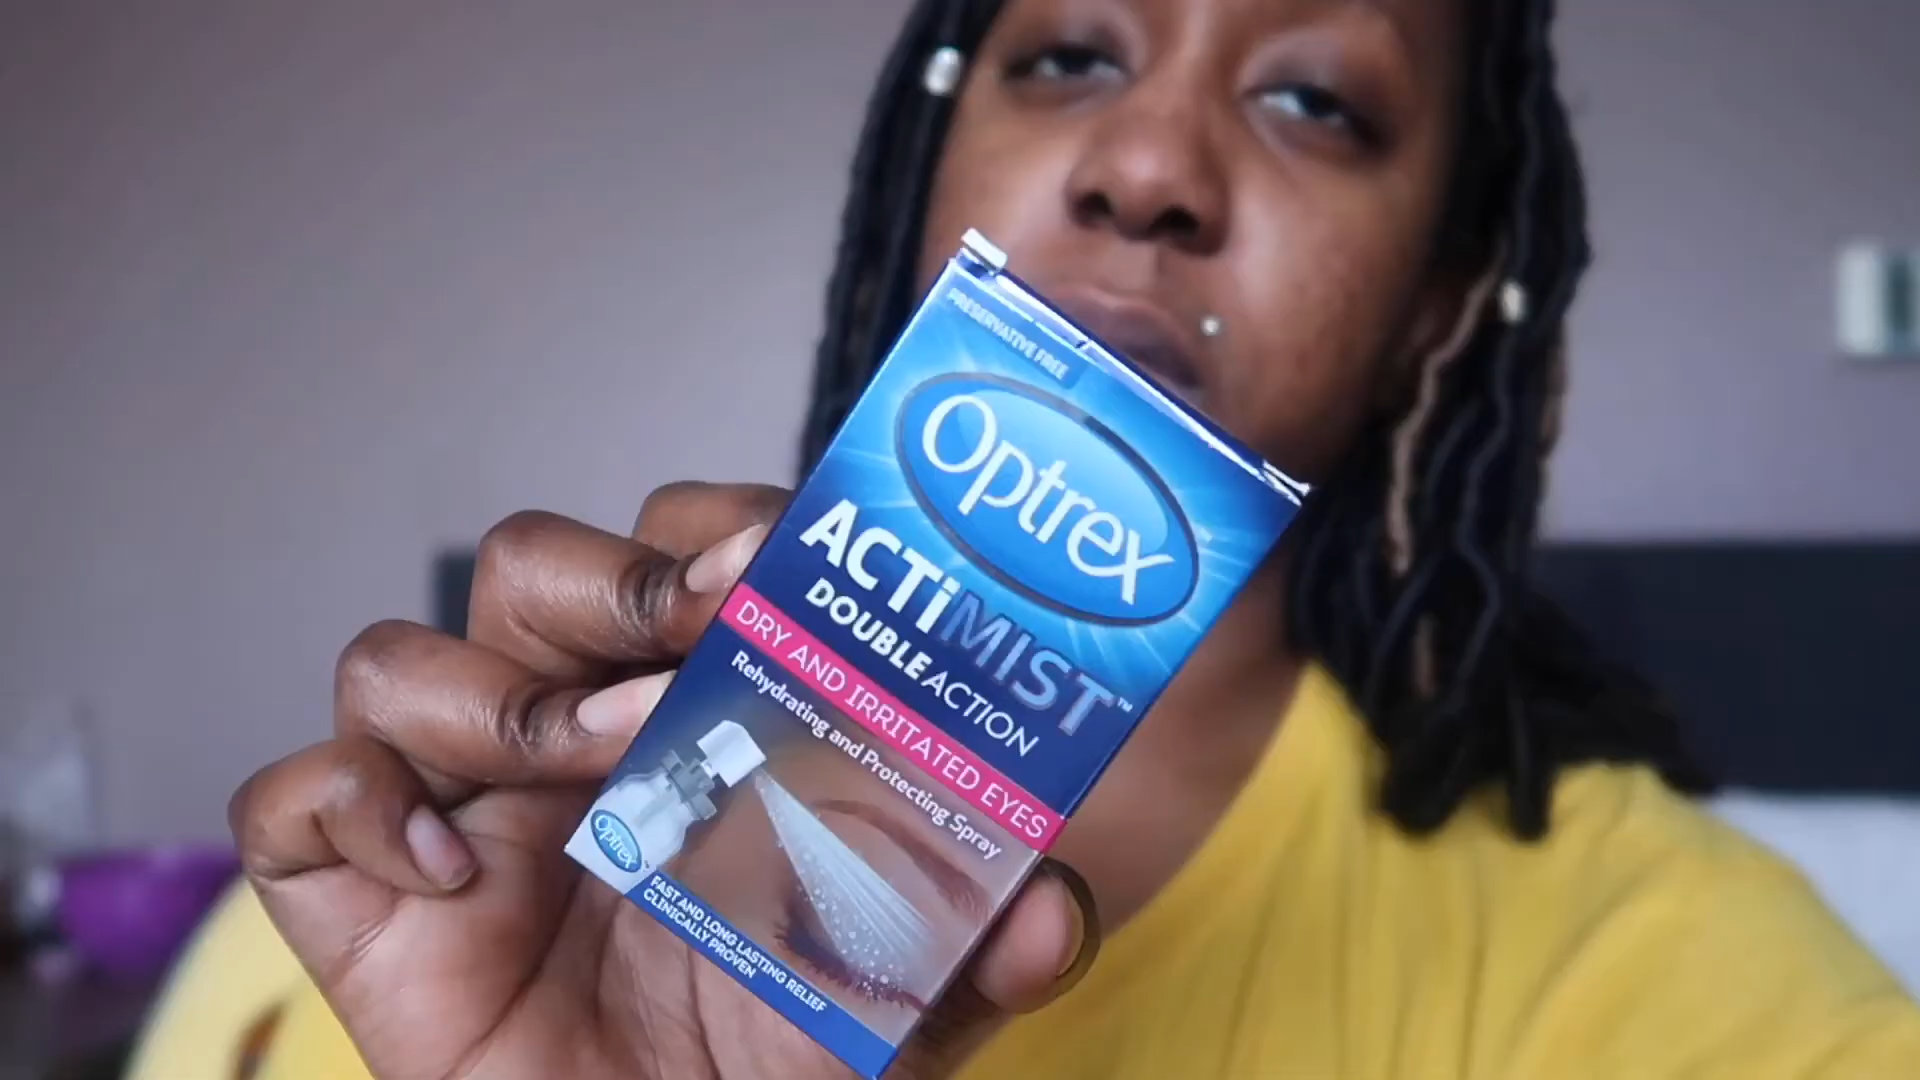 PRESERVATIVE FREE
Optrex
ACTiMIST™
DOUBLE ACTION
DRY AND IRRITATED EYES
Rehydrating and Protecting Spray
Optrex
FAST AND LONG LASTING RELIEF
CLINICALLY PROVEN